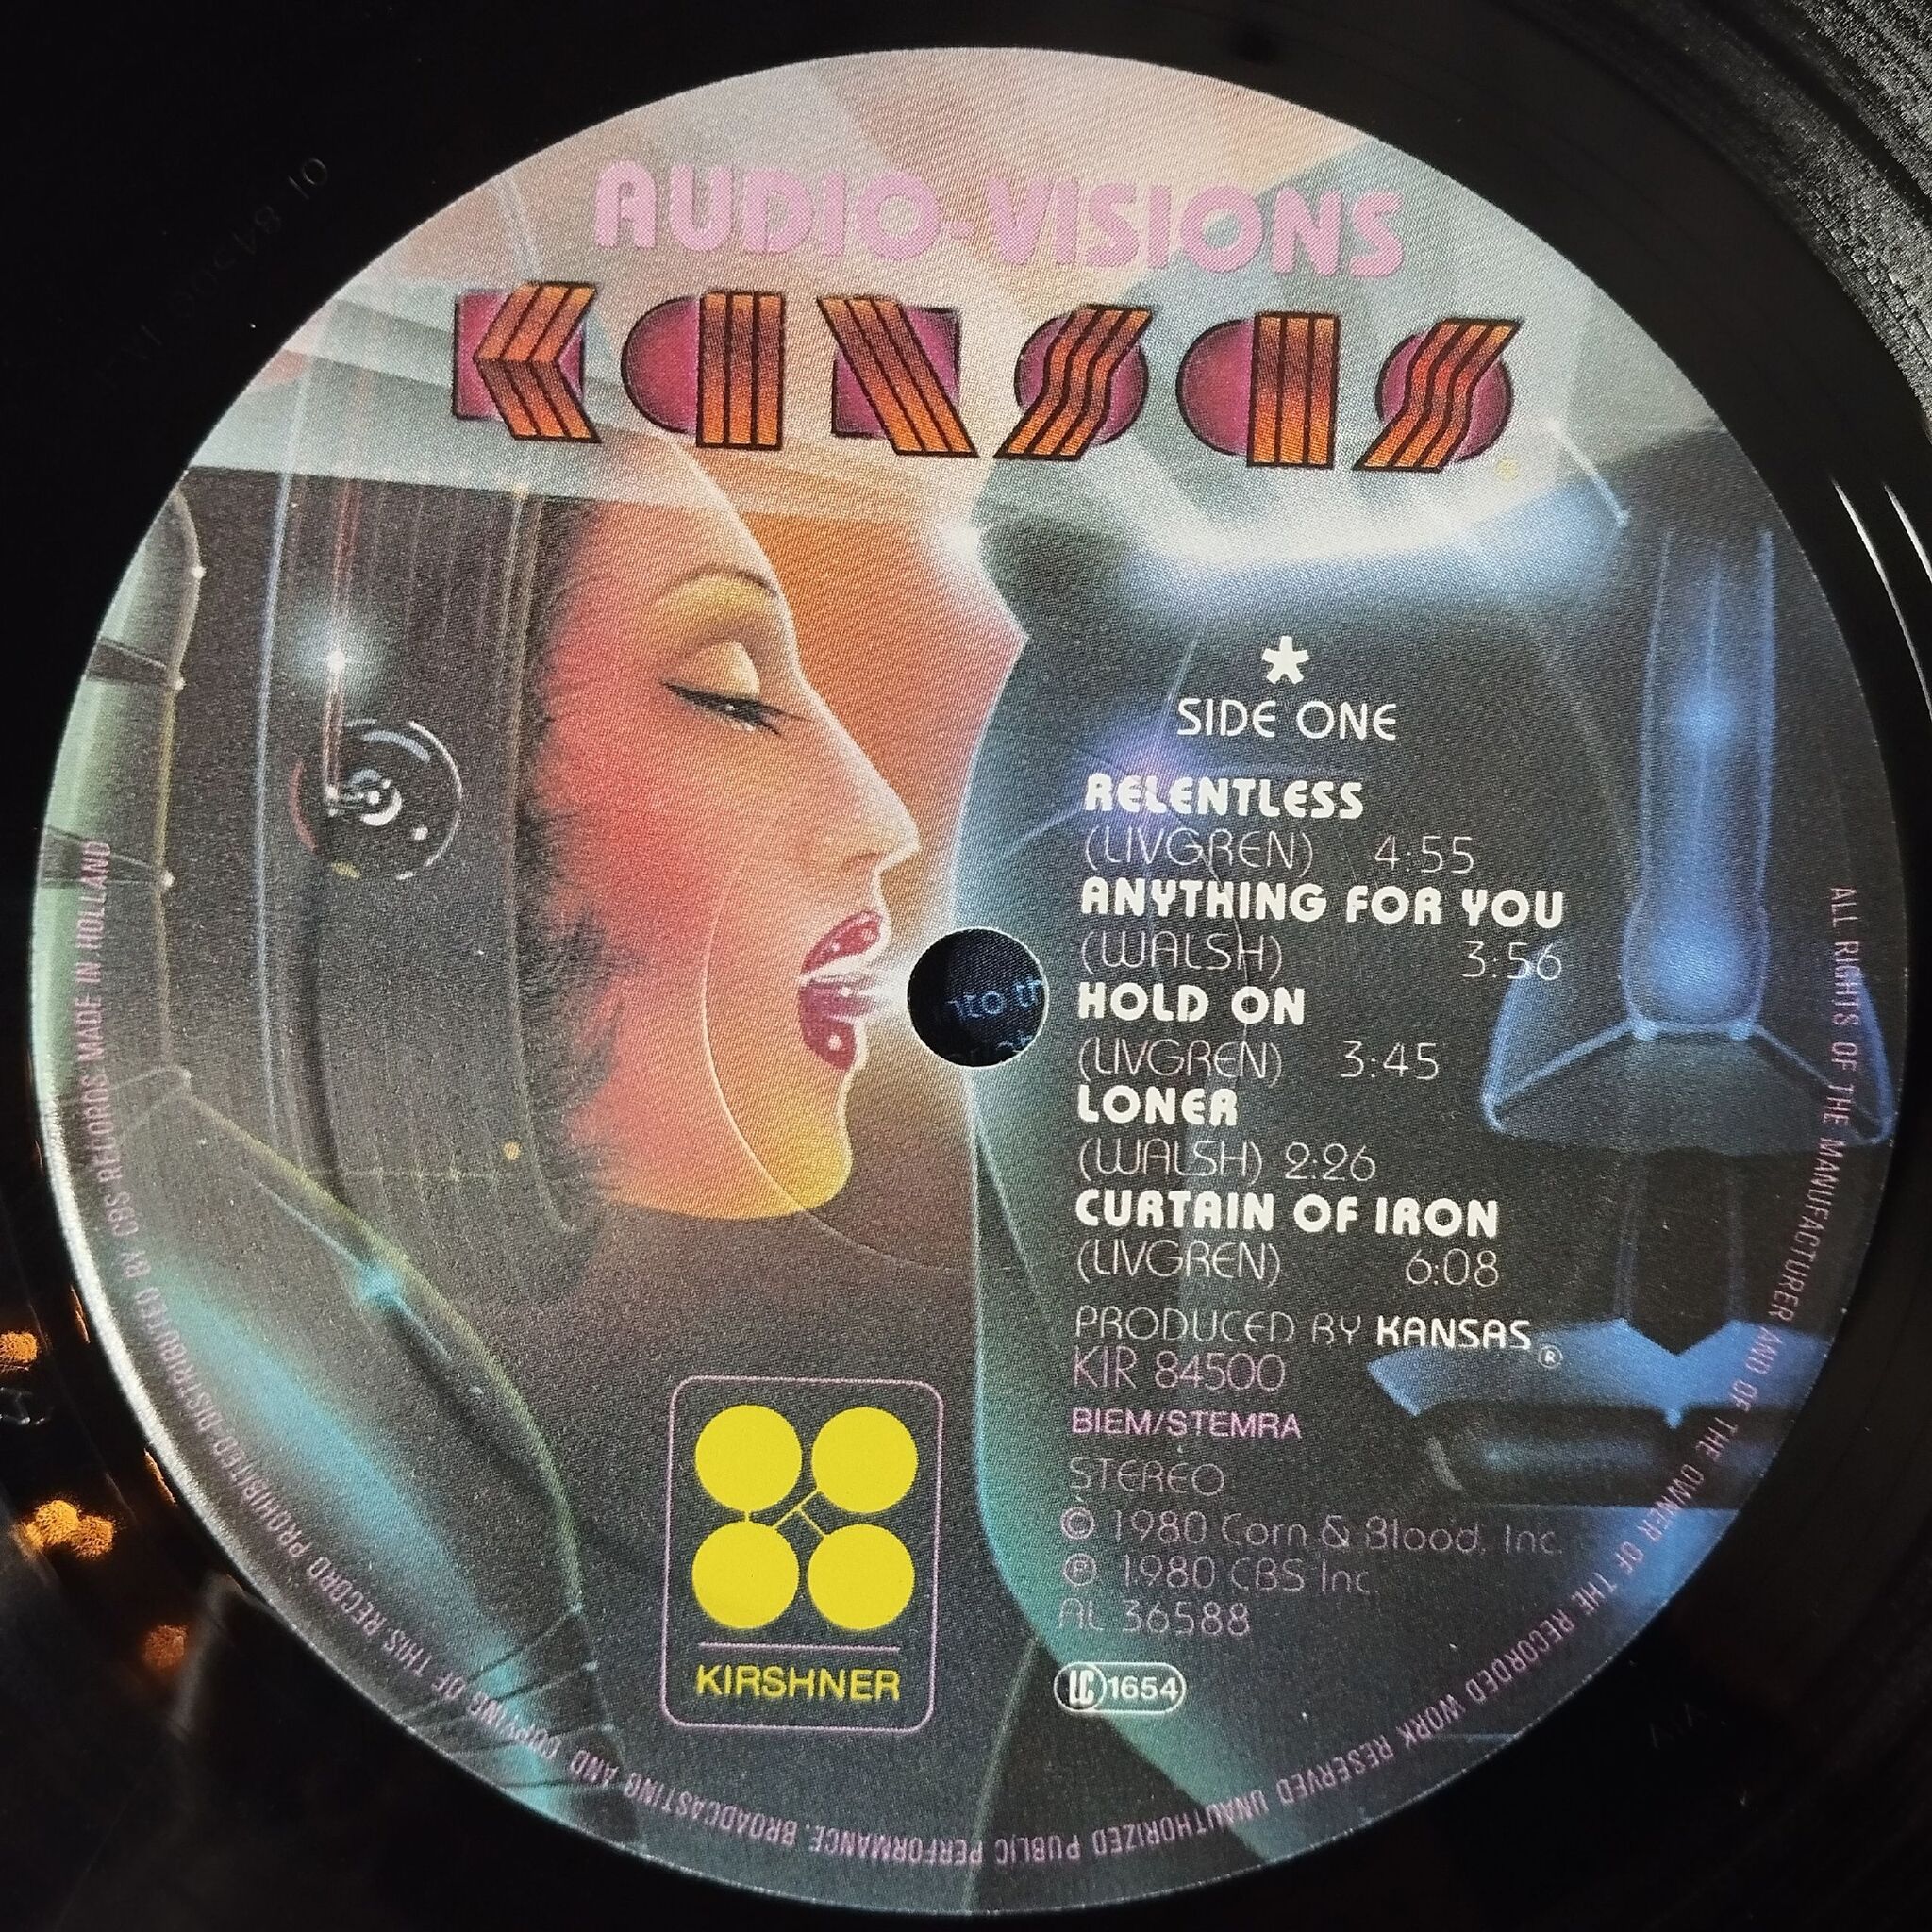 AUDIO-VISIONS
KANSAS
*
SIDE ONE
RELENTLESS
(LIVGREN) 4:55
ANYTHING FOR YOU
(WALSH) 3:56
HOLD ON
(LIVGREN) 3:45
LONER
(WALSH) 2:26
CURTAIN OF IRON
(LIVGREN) 6:08
PRODUCED BY KANSAS®
KIR 84500
BIEM/STEMRA
STEREO
© 1980 Corn & Blood, Inc.
℗ 1980 CBS Inc.
AL 36588
LC 1654
KIRSHNER
ALL RIGHTS OF THE MANUFACTURER AND OF THE OWNER OF THE RECORDED WORK RESERVED UNAUTHORIZED PUBLIC PERFORMANCE, BROADCASTING AND COPYING OF THIS RECORD PROHIBITED-DISTRIBUTED BY CBS RECORDS MADE IN HOLLAND